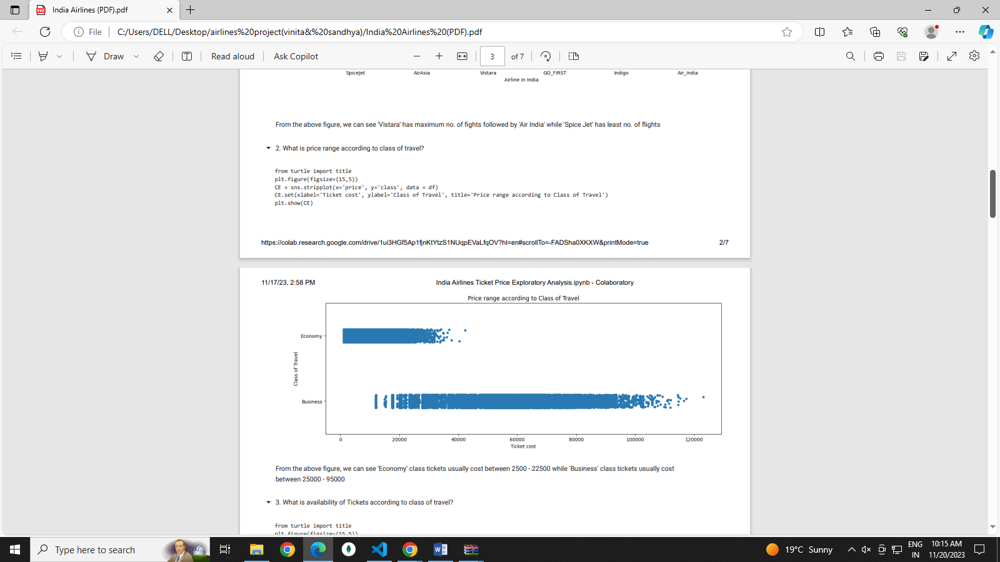 India Airlines (PDF).pdf
File
C:/Users/DELL/Desktop/airlines%20project(vinita&%20sandhya)/India%20Airlines%20(PDF).pdf
Draw
Read aloud
Ask Copilot
3
of 7
SpiceJet AirAsia Vistara GO_FIRST Indigo Air_India
Airline in India
From the above figure, we can see 'Vistara' has maximum no. of fights followed by 'Air India' while 'Spice Jet' has least no. of flights
2. What is price range according to class of travel?
from turtle import title
plt.figure(figsize=(15,5))
CE = sns.stripplot(x='price', y='class', data = df)
CE.set(xlabel='Ticket cost', ylabel='Class of Travel', title='Price range according to Class of Travel')
plt.show(CE)
https://colab.research.google.com/drive/1ui3HGf5Ap1fjnKtYtzS1NUqpEVaLfqOV?hl=en#scrollTo=-FADSha0XKXW&printMode=true
2/7
11/17/23, 2:58 PM
India Airlines Ticket Price Exploratory Analysis.ipynb - Colaboratory
Price range according to Class of Travel
Economy
Class of Travel
Business
0 20000 40000 60000 80000 100000 120000
Ticket cost
From the above figure, we can see 'Economy' class tickets usually cost between 2500 - 22500 while 'Business' class tickets usually cost
between 25000 - 95000
3. What is availability of Tickets according to class of travel?
from turtle import title
plt.figure(figsize=(15,5))
Type here to search
19°C Sunny
ENG
IN
10:15 AM
11/20/2023